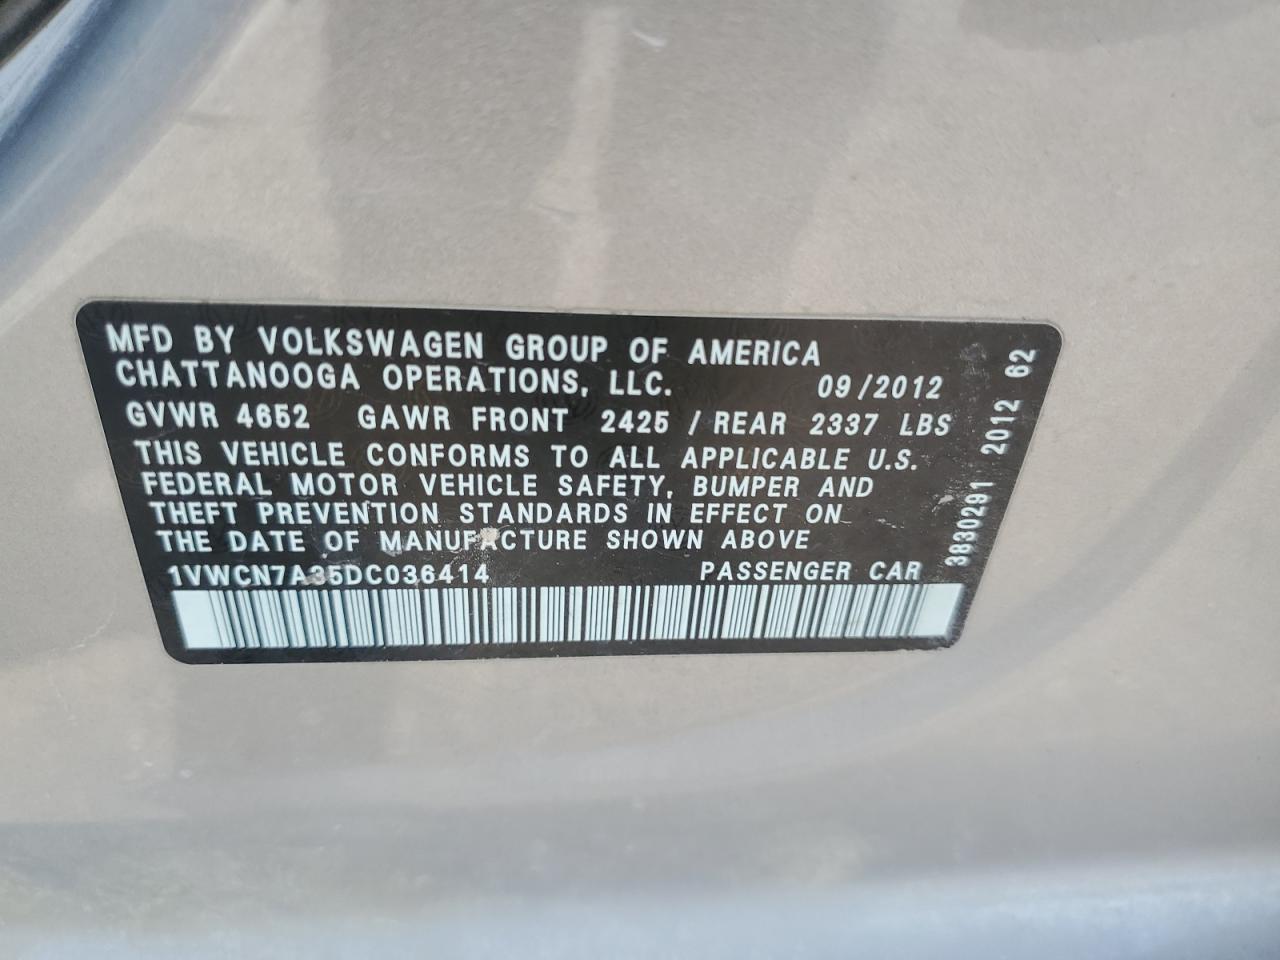 MFD BY VOLKSWAGEN GROUP OF AMERICA
CHATTANOOGA OPERATIONS, LLC. 09/2012
GVWR 4652 GAWR FRONT 2425 / REAR 2337 LBS
THIS VEHICLE CONFORMS TO ALL APPLICABLE U.S.
FEDERAL MOTOR VEHICLE SAFETY, BUMPER AND
THEFT PREVENTION STANDARDS IN EFFECT ON
THE DATE OF MANUFACTURE SHOWN ABOVE
1VWCN7A35DC036414 PASSENGER CAR
3830291 2012 62